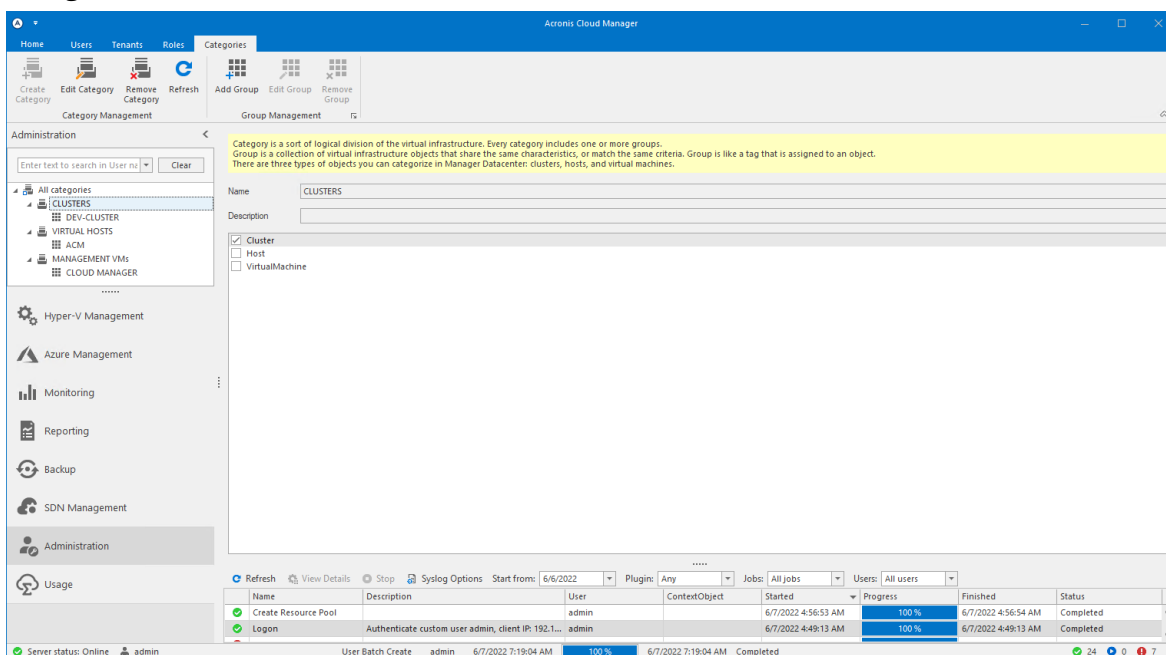 Acronis Cloud Manager
Home Users Tenants Roles Categories
Create Category Edit Category Remove Category Refresh Add Group Edit Group Remove Group
Category Management Group Management
Administration
Enter text to search in User na Clear
All categories
CLUSTERS
DEV-CLUSTER
VIRTUAL HOSTS
ACM
MANAGEMENT VMs
CLOUD MANAGER
Hyper-V Management
Azure Management
Monitoring
Reporting
Backup
SDN Management
Administration
Usage
Category is a sort of logical division of the virtual infrastructure. Every category includes one or more groups.
Group is a collection of virtual infrastructure objects that share the same characteristics, or match the same criteria. Group is like a tag that is assigned to an object.
There are three types of objects you can categorize in Manager Datacenter: clusters, hosts, and virtual machines.
Name CLUSTERS
Description
Cluster
Host
VirtualMachine
Refresh View Details Stop Syslog Options Start from: 6/6/2022 Plugin: Any Jobs: All jobs Users: All users
Name Description User ContextObject Started Progress Finished Status
Create Resource Pool admin 6/7/2022 4:56:53 AM 100 % 6/7/2022 4:56:54 AM Completed
Logon Authenticate custom user admin, client IP: 192.1... admin 6/7/2022 4:49:13 AM 100 % 6/7/2022 4:49:13 AM Completed
Server status: Online admin User Batch Create admin 6/7/2022 7:19:04 AM 100 % 6/7/2022 7:19:04 AM Completed 24 0 7